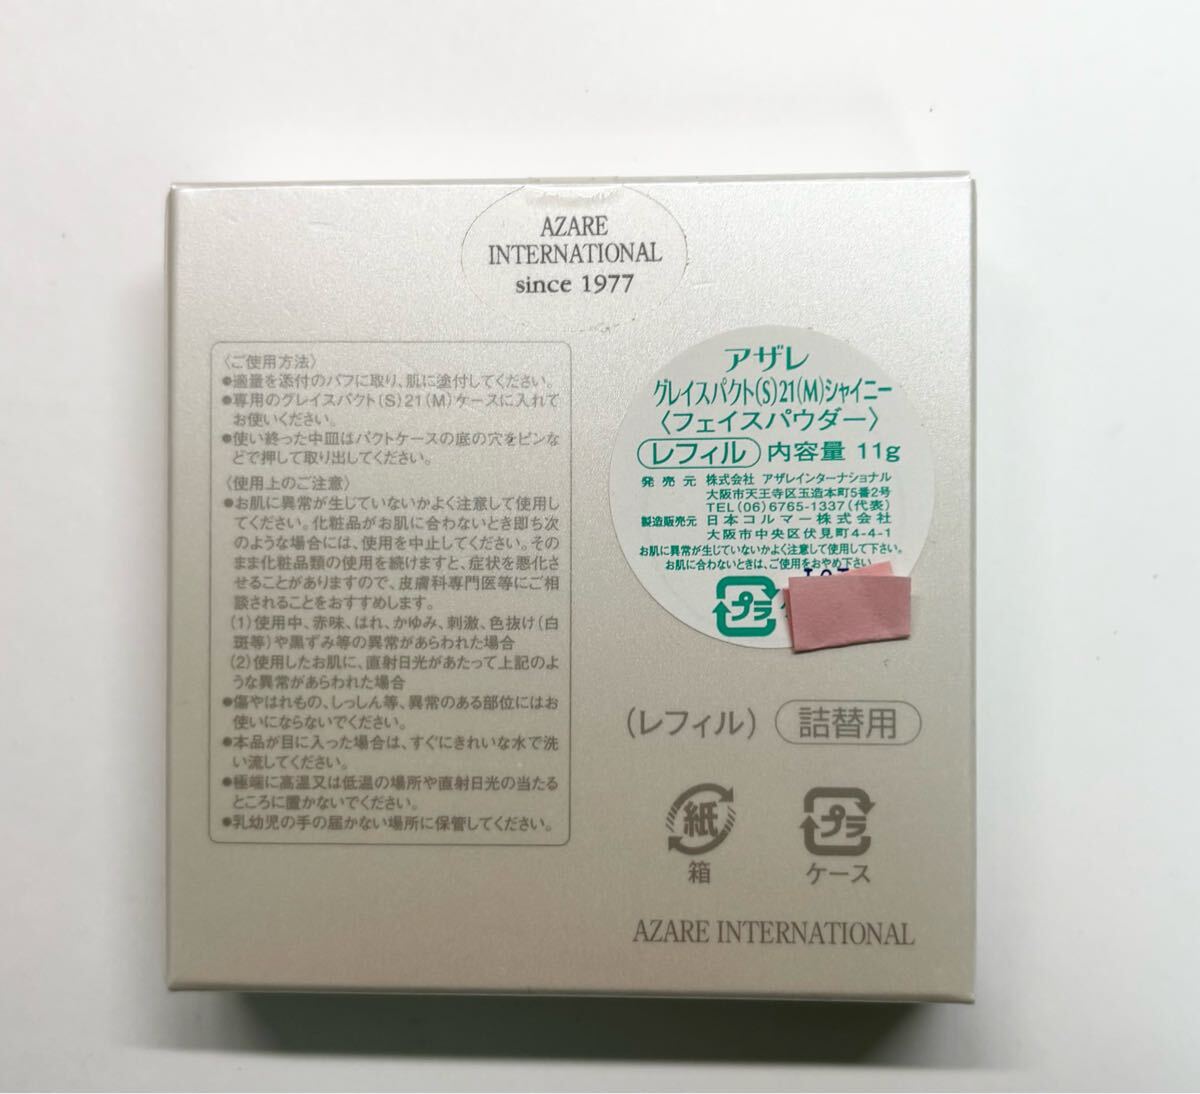 AZARE
INTERNATIONAL
since 1977
〈ご使用方法〉
●適量を添付のパフに取り、肌に塗付してください。
●専用のグレイスパクト(S)21(M)ケースに入れて
お使いください。
●使い終った中皿はパクトケースの底の穴をピンな
どで押して取り出してください。
〈使用上のご注意〉
●お肌に異常が生じていないかよく注意して使用し
てください。化粧品がお肌に合わないとき即ち次
のような場合には、使用を中止してください。その
まま化粧品類の使用を続けますと、症状を悪化さ
せることがありますので、皮膚科専門医等にご相
談されることをおすすめします。
(1)使用中、赤味、はれ、かゆみ、刺激、色抜け(白
斑等)や黒ずみ等の異常があらわれた場合
(2)使用したお肌に、直射日光があたって上記のよ
うな異常があらわれた場合
●傷やはれもの、しっしん等、異常のある部位にはお
使いにならないでください。
●本品が目に入った場合は、すぐにきれいな水で洗
い流してください。
●極端に高温又は低温の場所や直射日光の当たる
ところに置かないでください。
●乳幼児の手の届かない場所に保管してください。
アザレ
グレイスパクト(S)21(M)シャイニー
〈フェイスパウダー〉
レフィル 内容量 11g
発売元 株式会社 アザレインターナショナル
大阪市天王寺区玉造本町5番2号
TEL(06)6765-1337(代表)
製造販売元 日本コルマー株式会社
大阪市中央区伏見町4-4-1
お肌に異常が生じていないかよく注意して使用して下さい。
お肌に合わないときは、ご使用をおやめ下さい
プラ
(レフィル) 詰替用
紙 プラ
箱 ケース
AZARE INTERNATIONAL